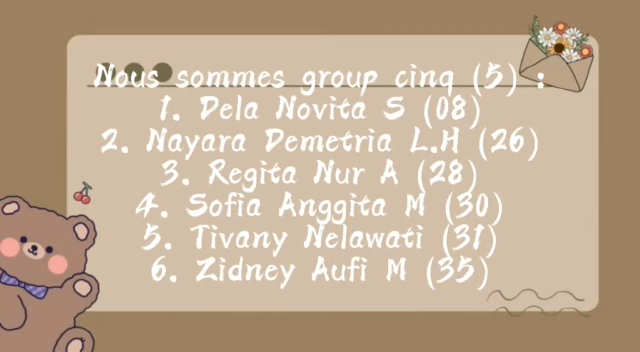 Nous sommes group cinq (5) :
1. Dela Novita S (08)
2. Nayara Demetria L.H (26)
3. Regita Nur A (28)
4. Sofia Anggita M (30)
5. Tivany Nelawati (31)
6. Zidney Aufi M (35)